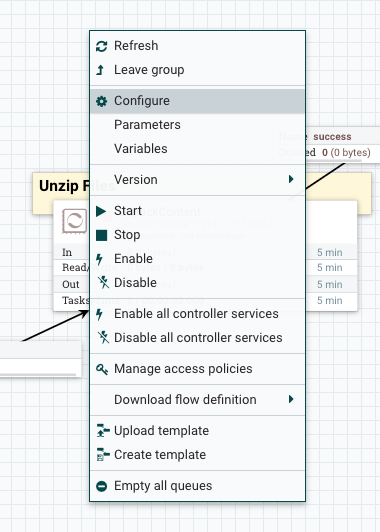 Refresh
Leave group
Configure
Parameters
Variables
success
0 (0 bytes)
Version
Unzip
Start
Stop
In 5 min
Read/ 5 min
Out 5 min
Tasks 5 min
Enable
Disable
Enable all controller services
Disable all controller services
Manage access policies
Download flow definition
Upload template
Create template
Empty all queues